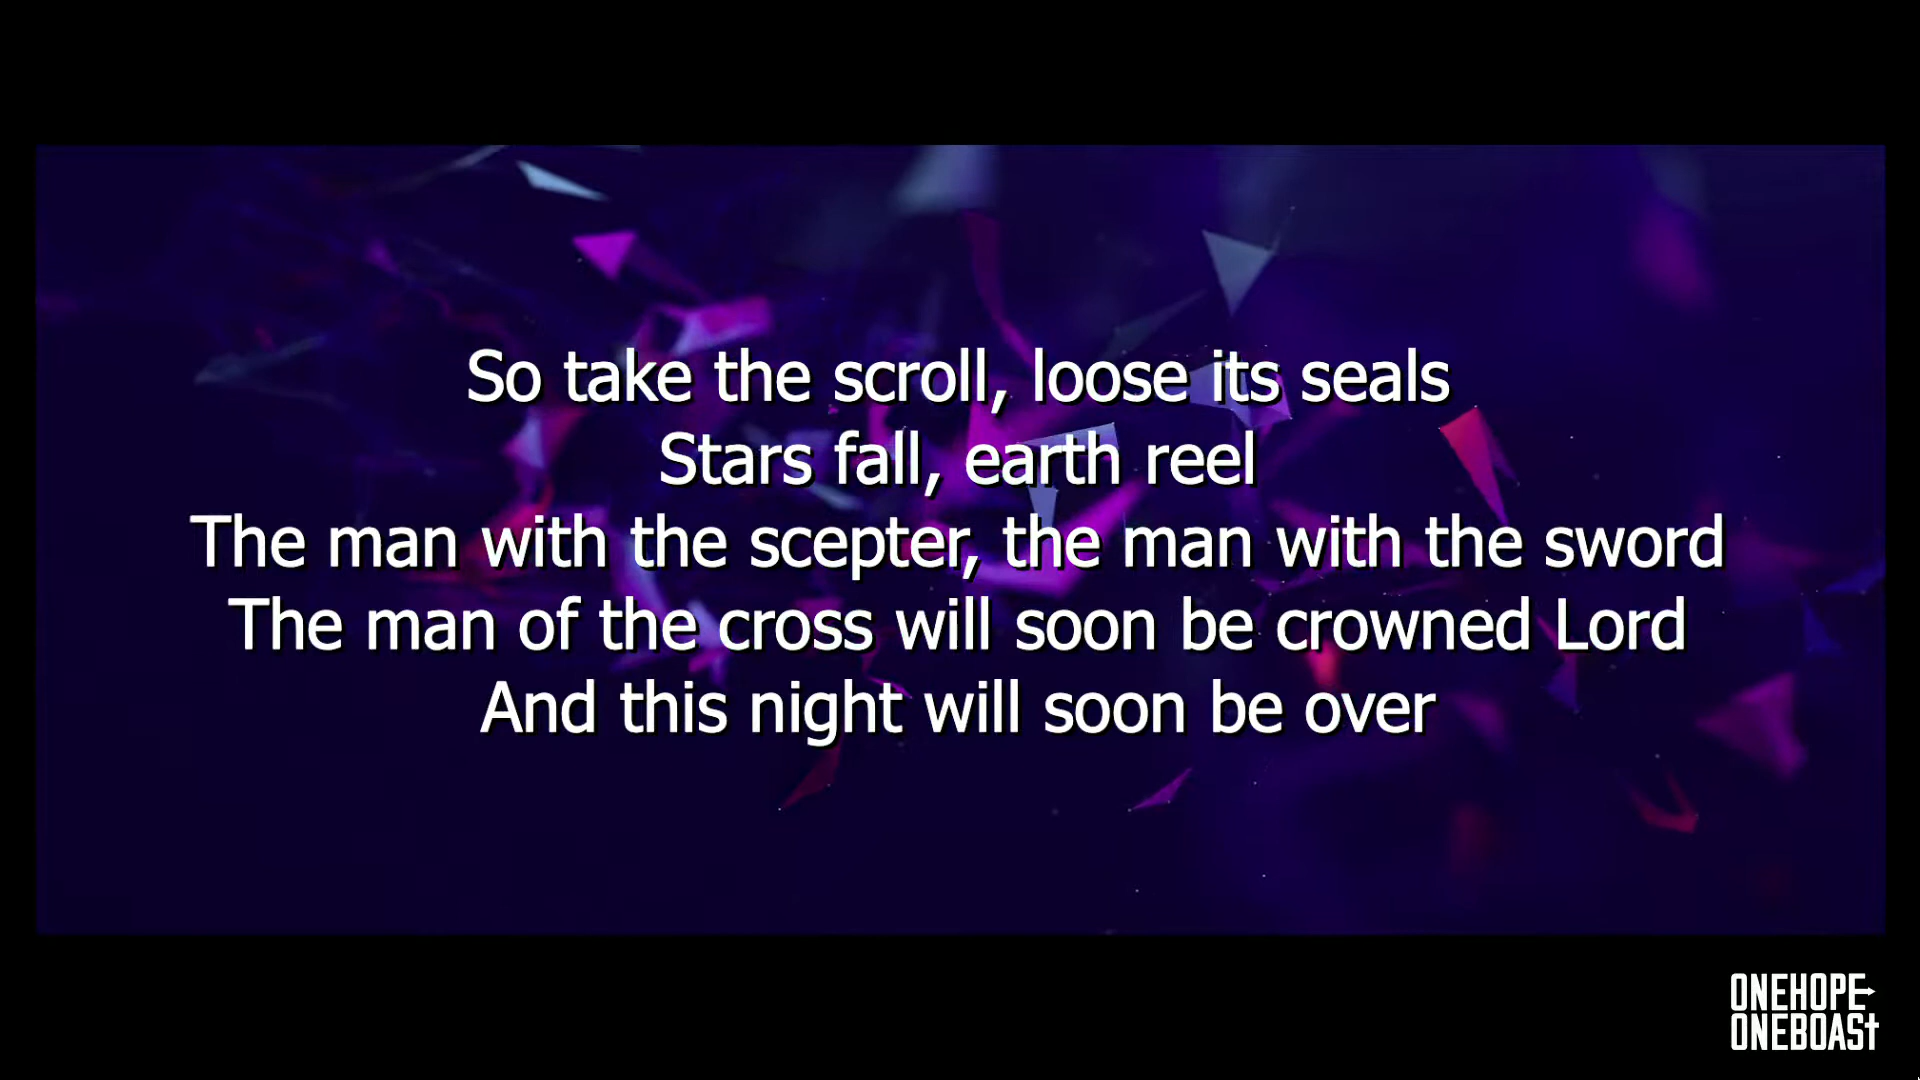 So take the scroll, loose its seals
Stars fall, earth reel
The man with the scepter, the man with the sword
The man of the cross will soon be crowned Lord
And this night will soon be over
ONEHOPE
ONEBOAST